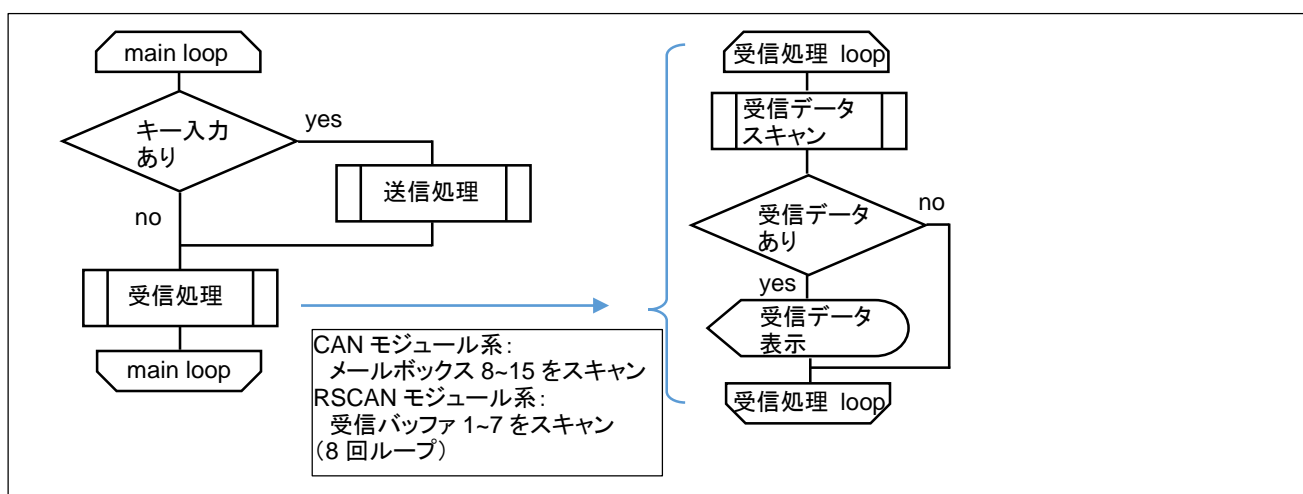 main loop
キー入力
あり
yes
送信処理
no
受信処理
main loop
CAN モジュール系：
メールボックス 8~15 をスキャン
RSCAN モジュール系：
受信バッファ 1~7 をスキャン
（8 回ループ）
受信処理 loop
受信データ
スキャン
受信データ
あり
no
yes
受信データ
表示
受信処理 loop